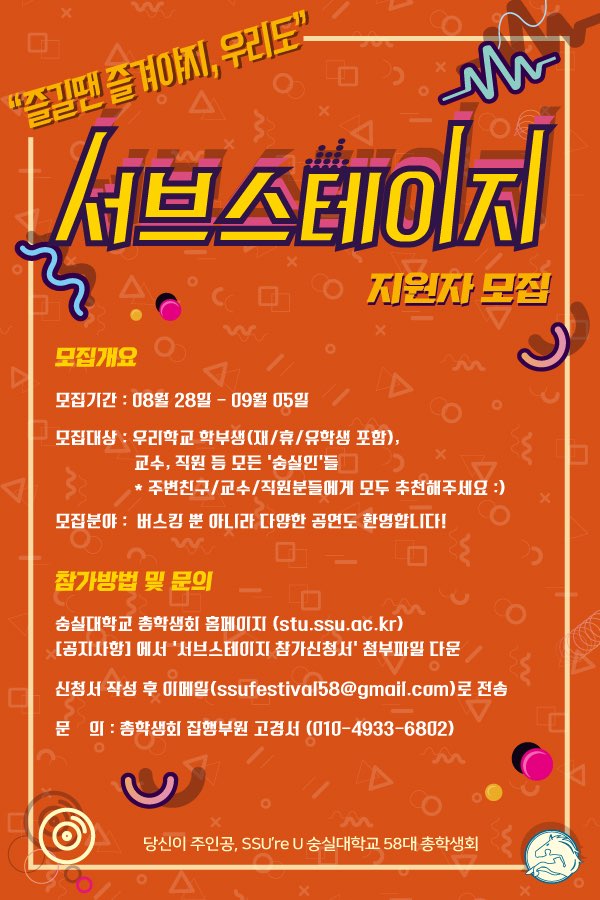 “즐길땐 즐겨야지, 우리도”
서브스테이지
지원자 모집
모집개요
모집기간 : 08월 28일 - 09월 05일
모집대상 : 우리학교 학부생(재/휴/유학생 포함),
교수, 직원 등 모든 '숭실인'들
* 주변친구/교수/직원분들에게 모두 추천해주세요 :)
모집분야 : 버스킹 뿐 아니라 다양한 공연도 환영합니다!
참가방법 및 문의
숭실대학교 총학생회 홈페이지 (stu.ssu.ac.kr)
[공지사항] 에서 '서브스테이지 참가신청서' 첨부파일 다운
신청서 작성 후 이메일(ssufestival58@gmail.com)로 전송
문 의 : 총학생회 집행부원 고경서 (010-4933-6802)
당신이 주인공, SSU're U 숭실대학교 58대 총학생회